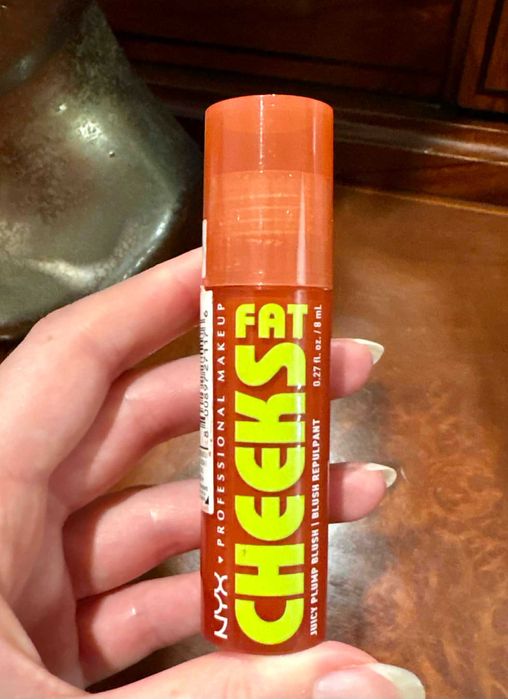 FAT
CHEEKS
NYX ♥ PROFESSIONAL MAKEUP
0.27 fl. oz. / 8 mL
JUICY PLUMP BLUSH | BLUSH REPULPANT